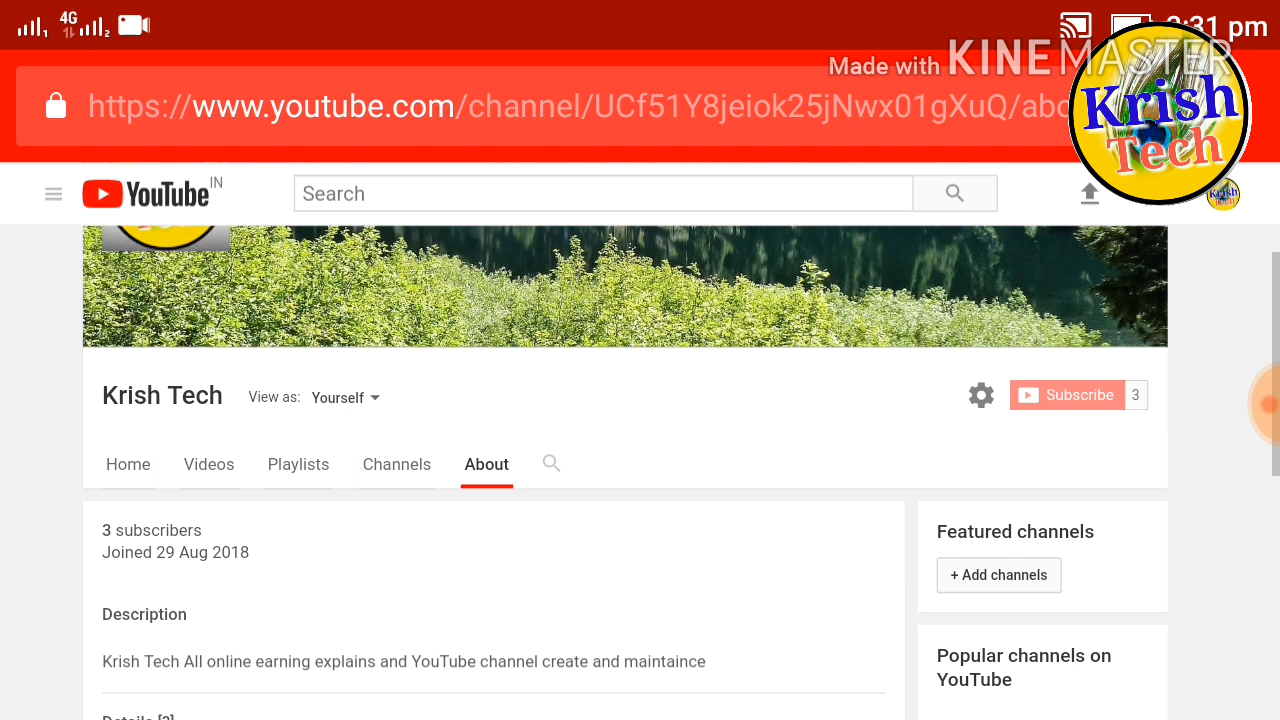 4G 1 2
:31 pm
Made with KINEMASTER
https://www.youtube.com/channel/UCf51Y8jeiok25jNwx01gXuQ/abo
Krish
Tech
YouTube IN
Search
Krish Tech
View as: Yourself
Subscribe 3
Home Videos Playlists Channels About
3 subscribers
Joined 29 Aug 2018
Featured channels
+ Add channels
Description
Krish Tech All online earning explains and YouTube channel create and maintaince
Popular channels on
YouTube